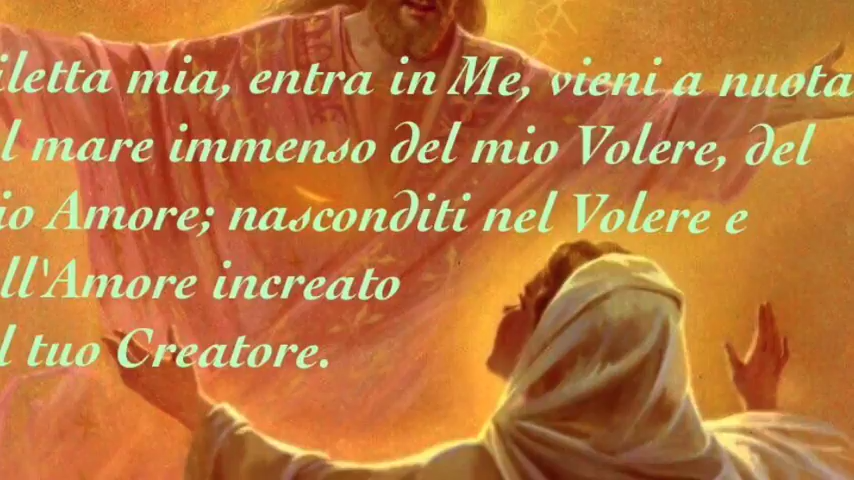 iletta mia, entra in Me, vieni a nuota
l mare immenso del mio Volere, del
io Amore; nasconditi nel Volere e
ll'Amore increato
l tuo Creatore.